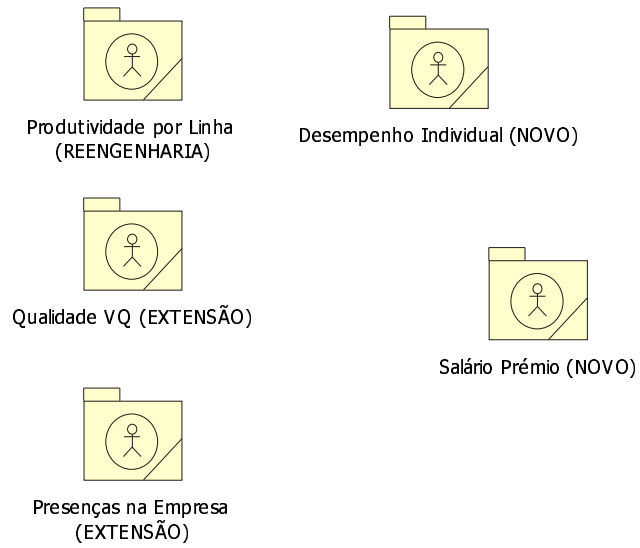 Produtividade por Linha
(REENGENHARIA)
Desempenho Individual (NOVO)
Qualidade VQ (EXTENSÃO)
Salário Prémio (NOVO)
Presenças na Empresa
(EXTENSÃO)